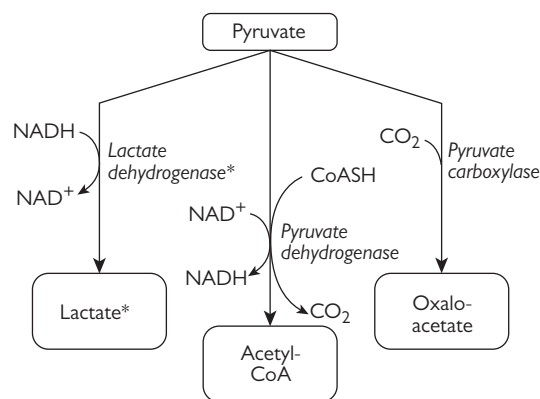 Pyruvate
NADH
Lactate
dehydrogenase*
NAD+
Lactate*
CoASH
NAD+
Pyruvate
dehydrogenase
NADH
CO2
Acetyl-
CoA
CO2
Pyruvate
carboxylase
Oxalo-
acetate